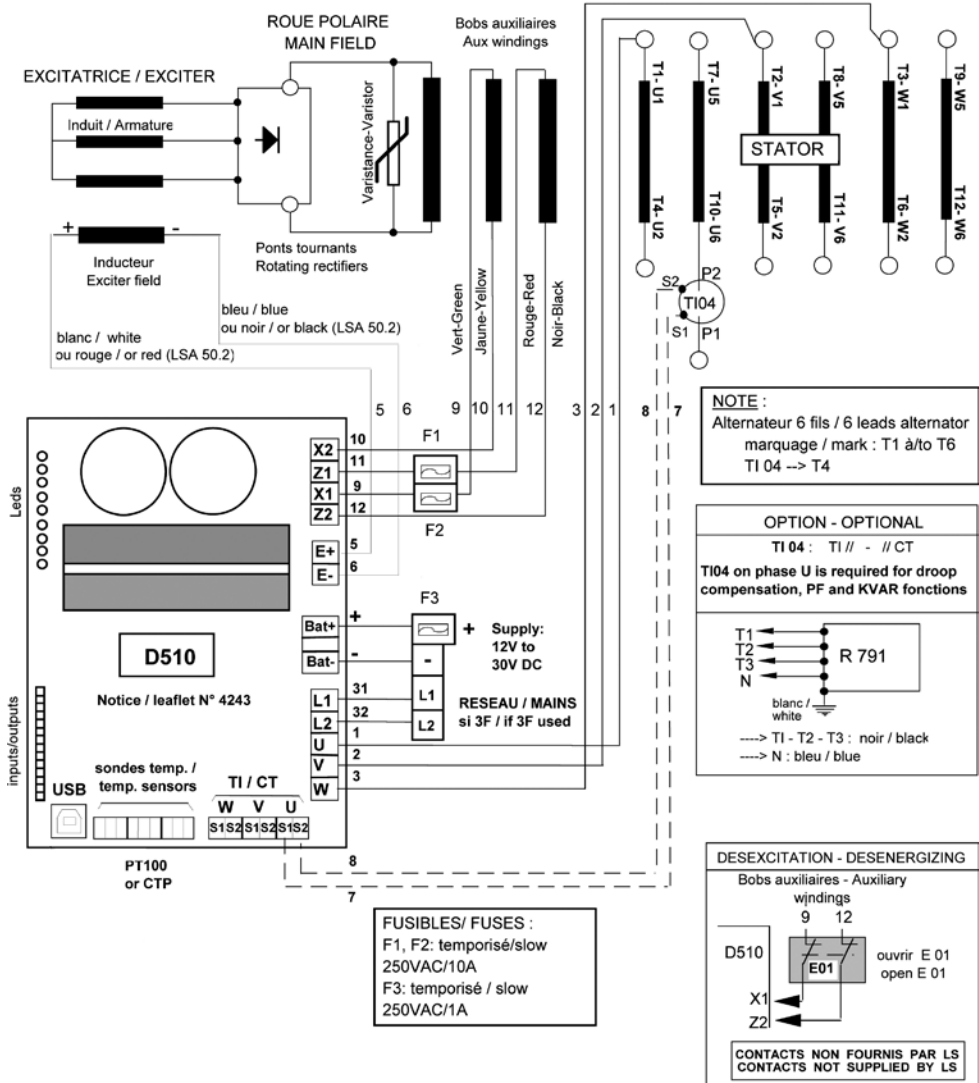 ROUE POLAIRE
MAIN FIELD
Bobs auxiliaires
Aux windings
EXCITATRICE / EXCITER
Induit / Armature
Varistance-Varistor
+
-
Inducteur
Exciter field
Ponts tournants
Rotating rectifiers
T1- U1
T7- U5
T2- V1
T8- V5
T3- W1
T9- W5
STATOR
T4- U2
T10- U6
T5- V2
T11- V6
T6- W2
T12- W6
S2
P2
TI04
S1
P1
bleu / blue
ou noir / or black (LSA 50.2)
blanc / white
ou rouge / or red (LSA 50.2)
Vert-Green
Jaune-Yellow
Rouge-Red
Noir-Black
5 6 9 10 11 12 3 2 1 8 7
F1
F2
Leds
X2 10
Z1 11
X1 9
Z2 12
E+ 5
E- 6
F3
Bat+ +
Bat- -
+
-
Supply:
12V to
30V DC
L1 31
L2 32
L1
L2
RESEAU / MAINS
si 3F / if 3F used
U 1
V 2
W 3
D510
Notice / leaflet N° 4243
inputs/outputs
USB
sondes temp. /
temp. sensors
TI / CT
W V U
S1 S2 S1 S2 S1 S2
PT100
or CTP
8
7
NOTE :
Alternateur 6 fils / 6 leads alternator
marquage / mark : T1 à/to T6
TI 04 --> T4
OPTION - OPTIONAL
TI 04 : TI // - // CT
TI04 on phase U is required for droop
compensation, PF and KVAR fonctions
T1
T2
T3
N
R 791
blanc /
white
----> TI - T2 - T3 : noir / black
----> N : bleu / blue
FUSIBLES/ FUSES :
F1, F2: temporisé/slow
250VAC/10A
F3: temporisé / slow
250VAC/1A
DESEXCITATION - DESENERGIZING
Bobs auxiliaires - Auxiliary
windings
9 12
D510
E01
ouvrir E 01
open E 01
X1
Z2
CONTACTS NON FOURNIS PAR LS
CONTACTS NOT SUPPLIED BY LS